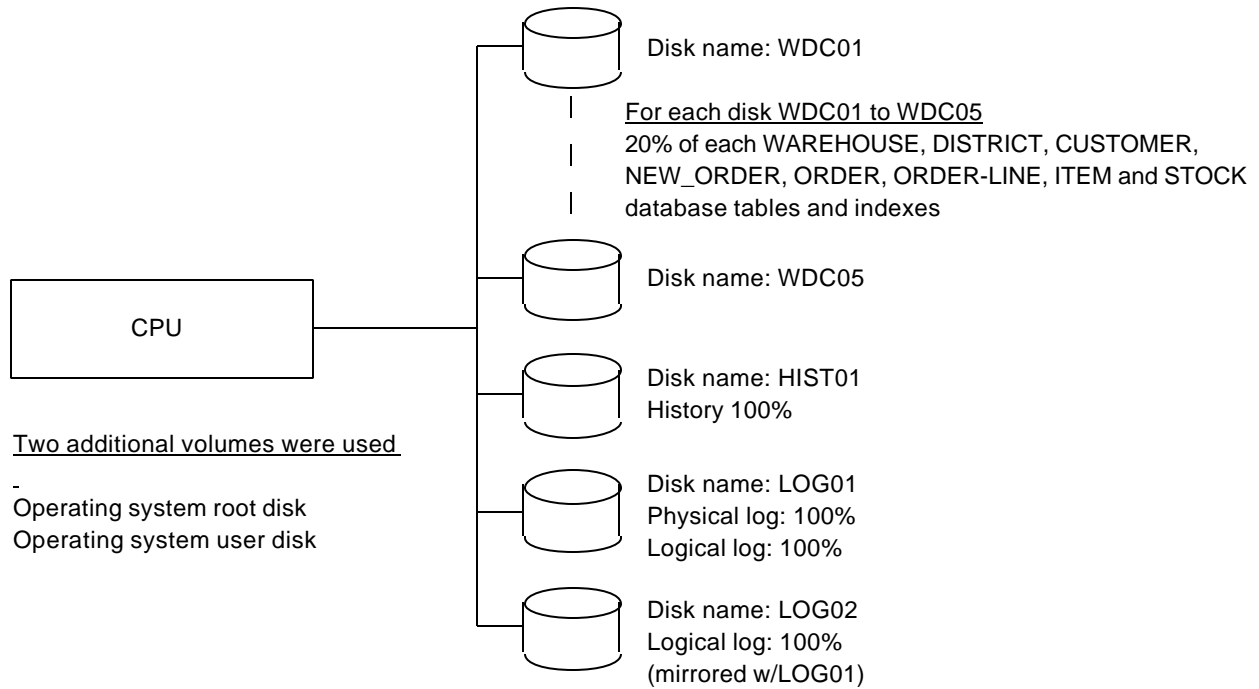 Disk name: WDC01
For each disk WDC01 to WDC05
20% of each WAREHOUSE, DISTRICT, CUSTOMER,
NEW_ORDER, ORDER, ORDER-LINE, ITEM and STOCK
database tables and indexes
Disk name: WDC05
CPU
Disk name: HIST01
History 100%
Two additional volumes were used
-
Operating system root disk
Operating system user disk
Disk name: LOG01
Physical log: 100%
Logical log: 100%
Disk name: LOG02
Logical log: 100%
(mirrored w/LOG01)